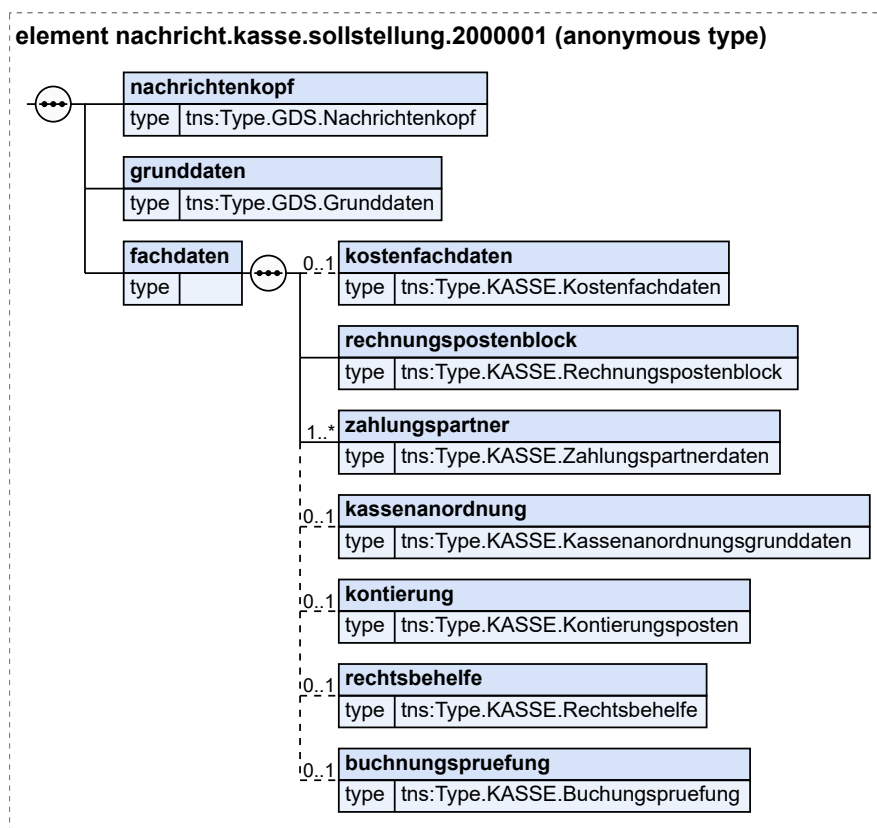 element nachricht.kasse.sollstellung.2000001 (anonymous type)
nachrichtenkopf
type tns:Type.GDS.Nachrichtenkopf
grunddaten
type tns:Type.GDS.Grunddaten
fachdaten
type
0..1 kostenfachdaten
type tns:Type.KASSE.Kostenfachdaten
rechnungspostenblock
type tns:Type.KASSE.Rechnungspostenblock
1..* zahlungspartner
type tns:Type.KASSE.Zahlungspartnerdaten
0..1 kassenanordnung
type tns:Type.KASSE.Kassenanordnungsgrunddaten
0..1 kontierung
type tns:Type.KASSE.Kontierungsposten
0..1 rechtsbehelfe
type tns:Type.KASSE.Rechtsbehelfe
0..1 buchnungspruefung
type tns:Type.KASSE.Buchungspruefung